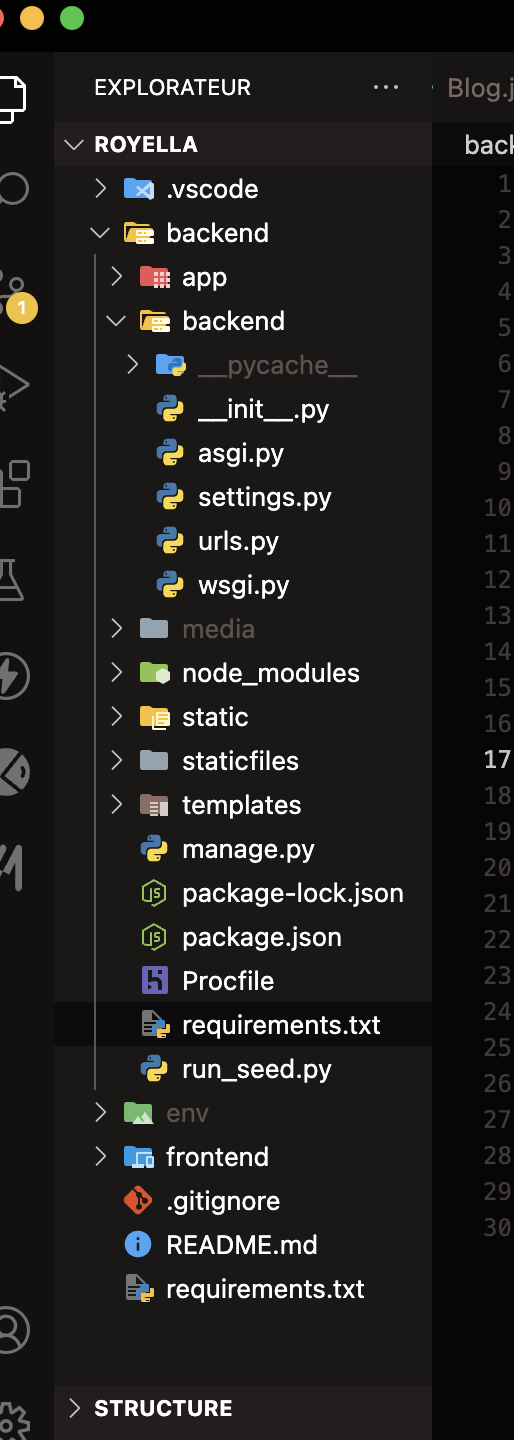 EXPLORATEUR
Blog.j
ROYELLA
back
.vscode
backend
app
backend
__pycache__
__init__.py
asgi.py
settings.py
urls.py
wsgi.py
media
node_modules
static
staticfiles
templates
manage.py
package-lock.json
package.json
Procfile
requirements.txt
run_seed.py
env
frontend
.gitignore
README.md
requirements.txt
STRUCTURE
1
1
2
3
4
5
6
7
8
9
10
11
12
13
14
15
16
17
18
19
20
21
22
23
24
25
26
27
28
29
30